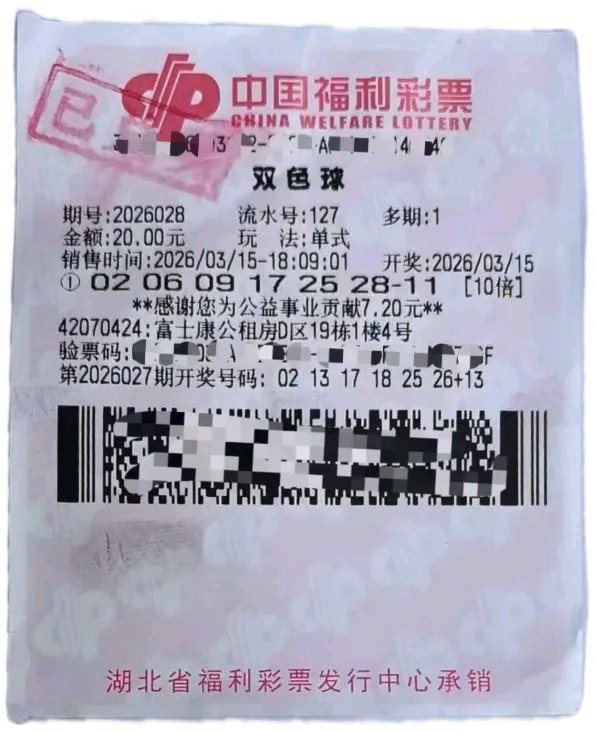 已
中国福利彩票
CHINA WELFARE LOTTERY
双色球
期号:2026028 流水号:127 多期:1
金额:20.00元 玩 法:单式
销售时间:2026/03/15-18:09:01 开奖:2026/03/15
① 02 06 09 17 25 28-11 [10倍]
**感谢您为公益事业贡献7.20元**
42070424:富士康公租房D区19栋1楼4号
验票码:
第2026027期开奖号码: 02 13 17 18 25 26+13
湖北省福利彩票发行中心承销